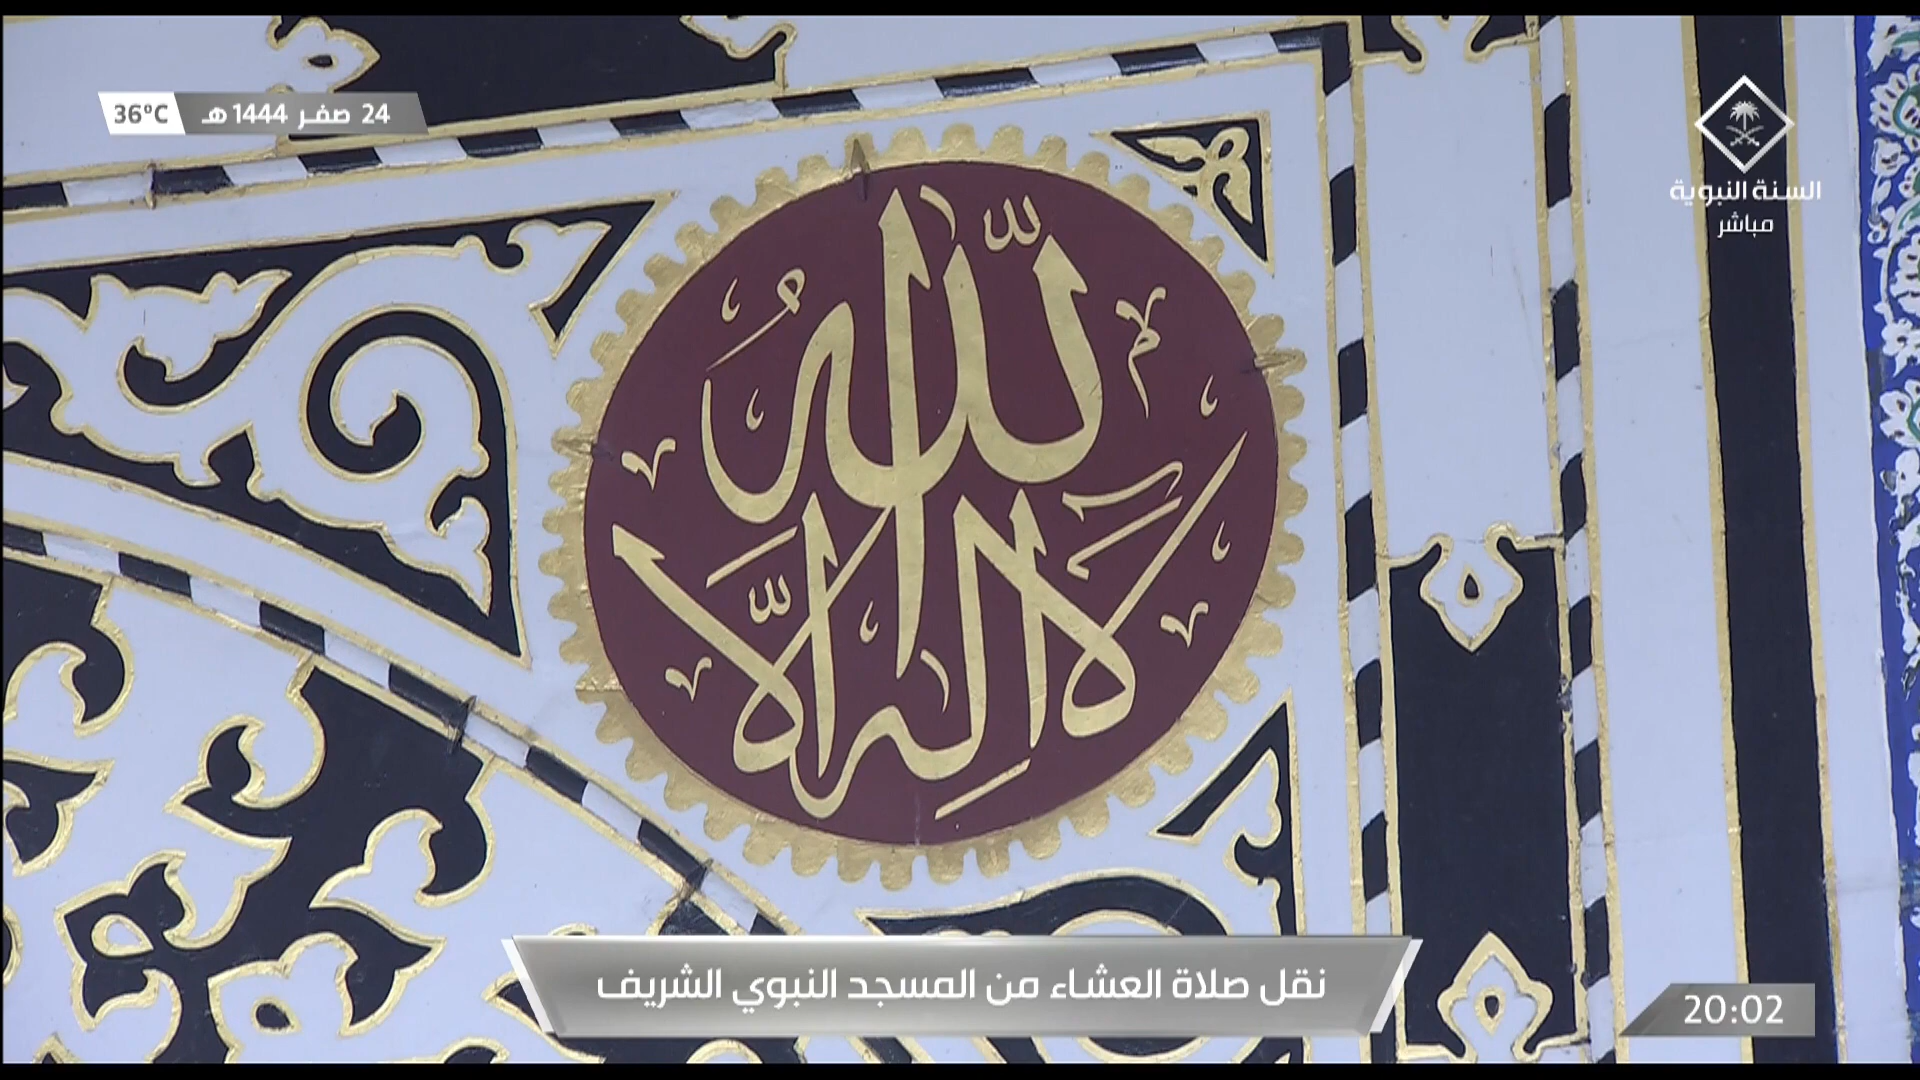 36°C
24 صفر 1444 هـ
السنة النبوية
مباشر
لا إله إلا الله
نقل صلاة العشاء من المسجد النبوي الشريف
20:02